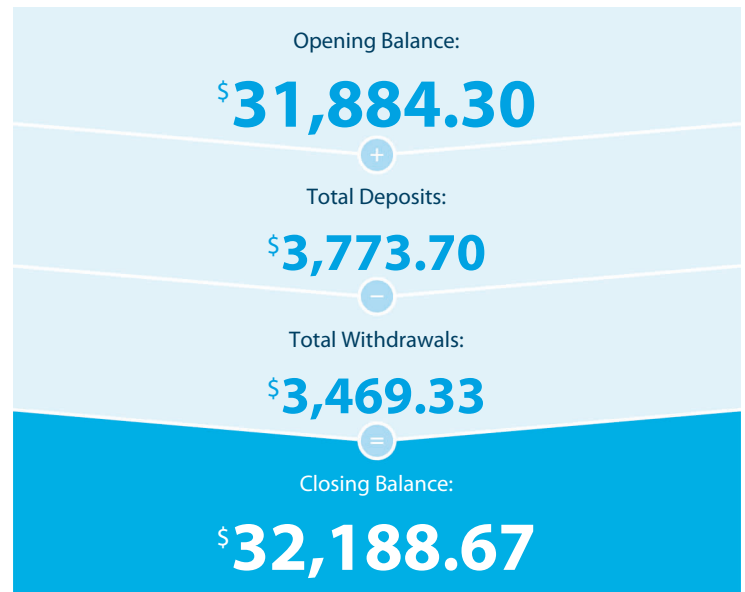 Opening Balance:
$31,884.30
+
Total Deposits:
$3,773.70
−
Total Withdrawals:
$3,469.33
=
Closing Balance:
$32,188.67